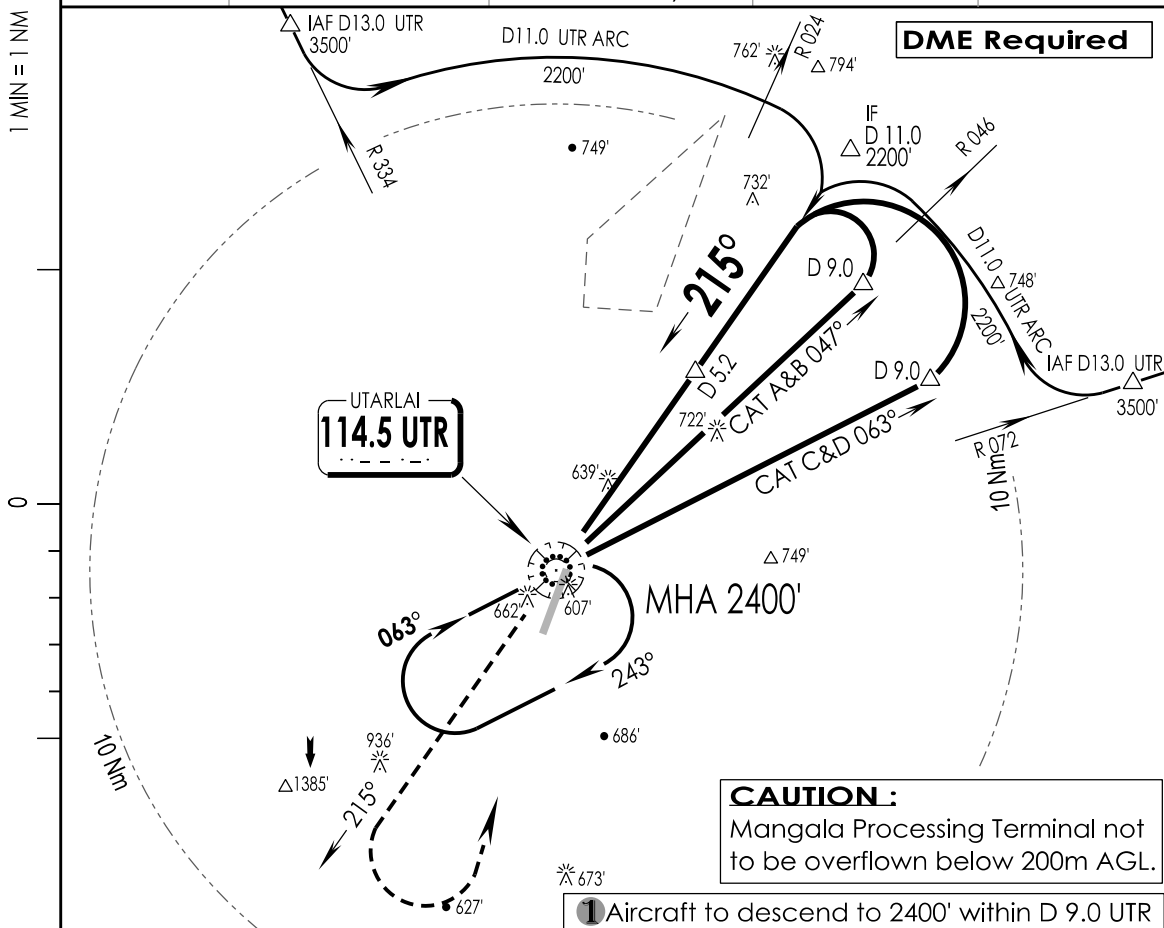 1 MIN = 1 NM
IAF D13.0 UTR
3500'
D11.0 UTR ARC
2200'
762'
R 024
794'
DME Required
IF
D 11.0
2200'
R 046
R 334
749'
732'
215°
D 9.0
D11.0 UTR ARC
748'
2200'
IAF D13.0 UTR
3500'
D 5.2
D 9.0
CAT A&B 047°
722'
CAT C&D 063°
R 072
10 Nm
UTARLAI
114.5 UTR
639'
0
749'
662'
607'
MHA 2400'
063°
243°
686'
936'
10 Nm
1385'
215°
673'
627'
CAUTION :
Mangala Processing Terminal not
to be overflown below 200m AGL.
1 Aircraft to descend to 2400' within D 9.0 UTR